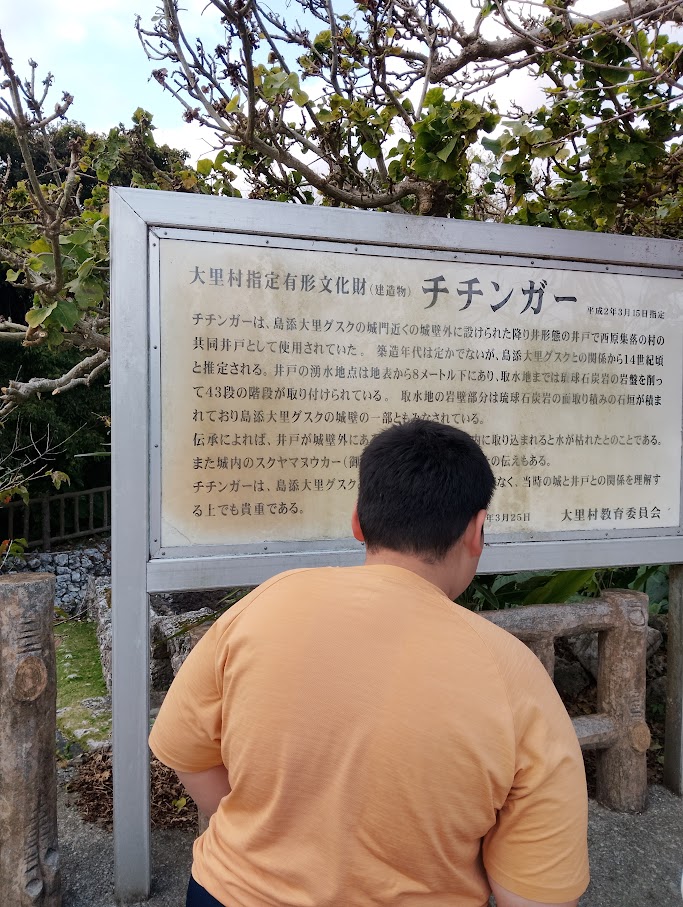 大里村指定有形文化財(建造物) チチンガー 平成2年3月15日指定
チチンガーは、島添大里グスクの城門近くの城壁外に設けられた降り井形態の井戸で西原集落の村の
共同井戸として使用されていた。 築造年代は定かでないが、島添大里グスクとの関係から14世紀頃
と推定される。井戸の湧水地点は地表から8メートル下にあり、取水地までは琉球石灰岩の岩盤を削っ
て43段の階段が取り付けられている。 取水地の岩壁部分は琉球石灰岩の面取り積みの石垣が積ま
れており島添大里グスクの城壁の一部ともみなされている。
伝承によれば、井戸が城壁外にあ に取り込まれると水が枯れたとのことである。
また城内のスクヤマヌウカー(御 の伝えもある。
チチンガーは、島添大里グスク なく、当時の城と井戸との関係を理解す
る上でも貴重である。
年3月25日 大里村教育委員会